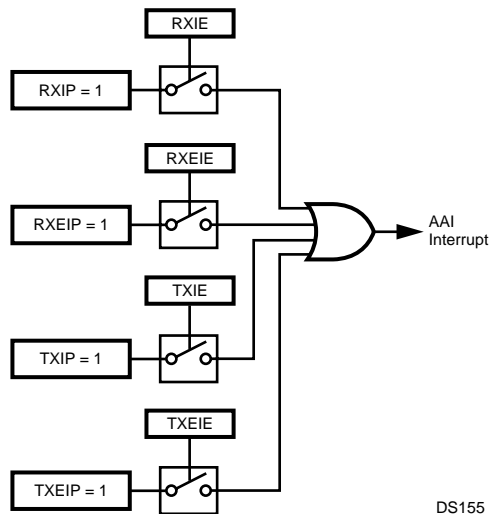 RXIE
RXIP = 1
RXEIE
RXEIP = 1
AAI
Interrupt
TXIE
TXIP = 1
TXEIE
TXEIP = 1
DS155